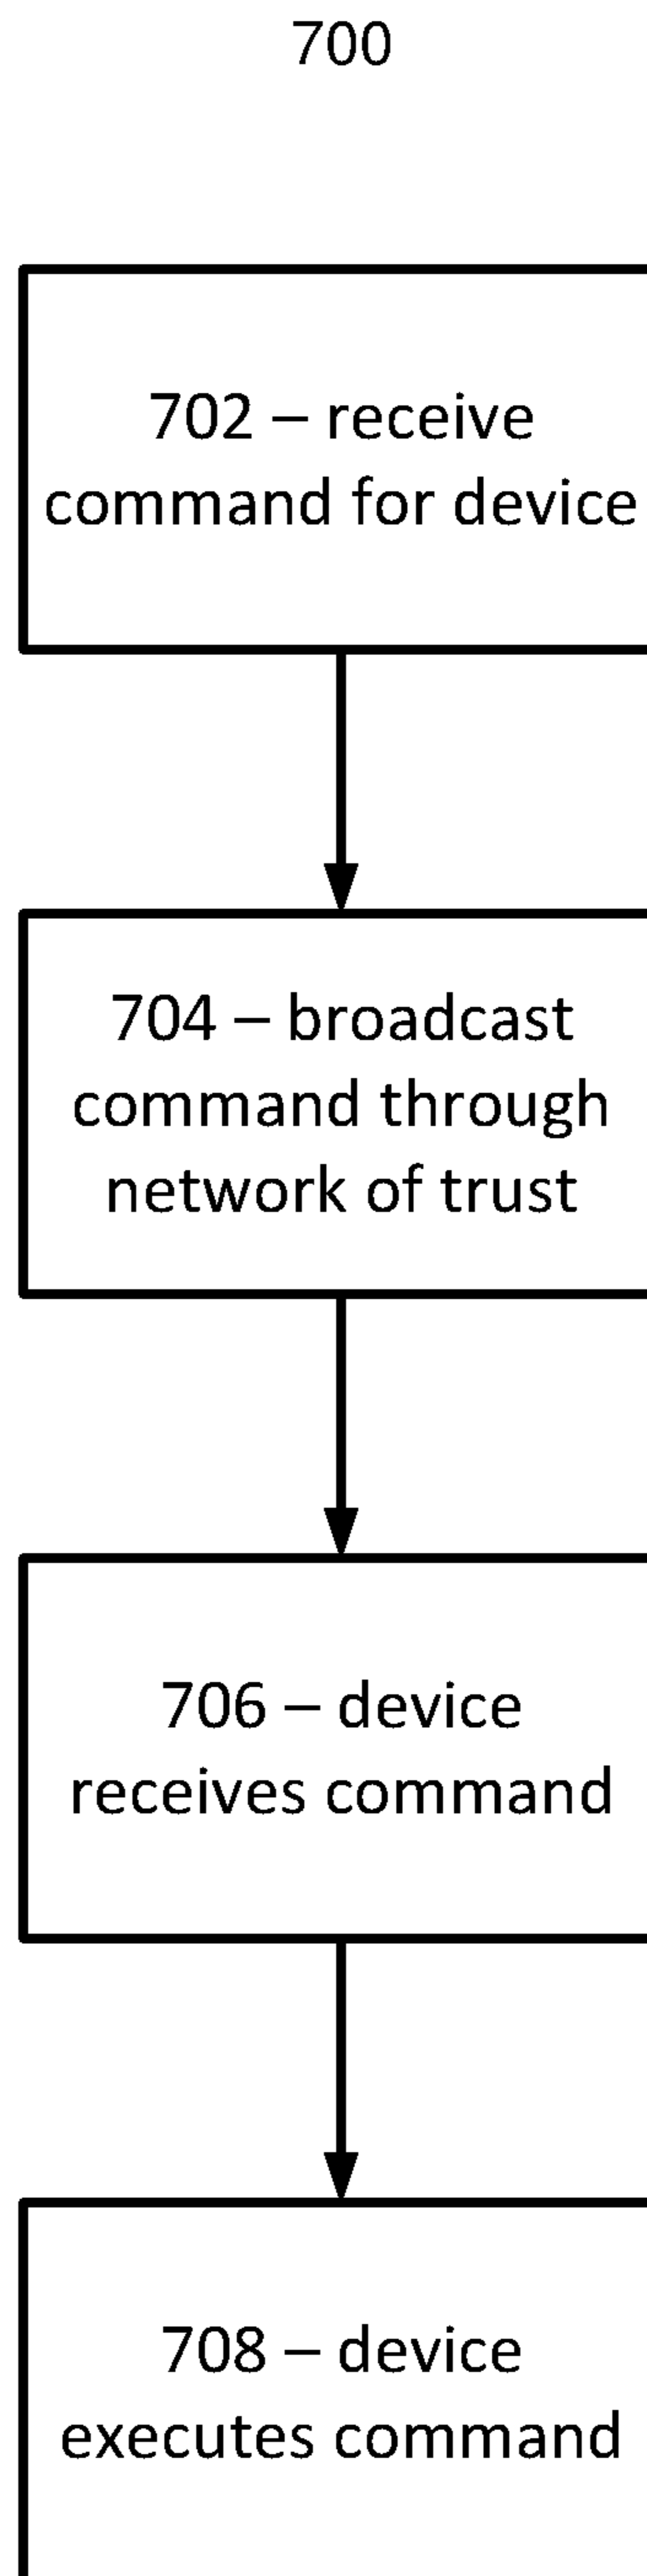 700
702 – receive
command for device
704 – broadcast
command through
network of trust
706 – device
receives command
708 – device
executes command